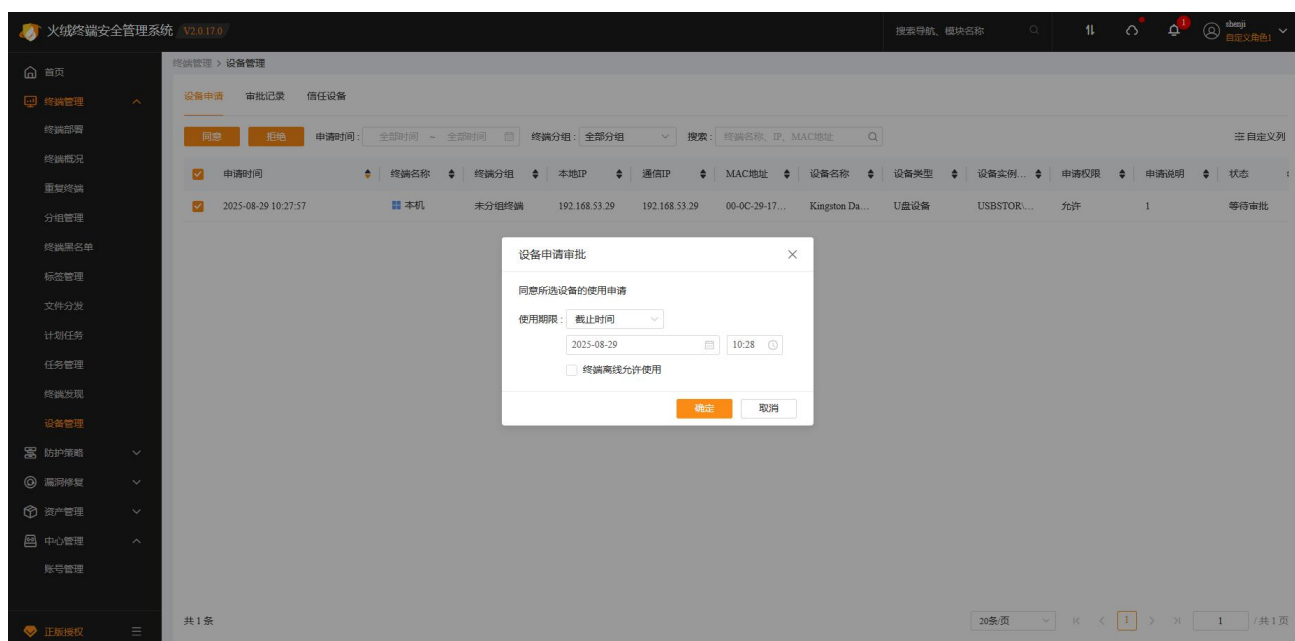 火绒终端安全管理系统 V2.0.17.0
搜索导航、模块名称
1
shenji
自定义角色1
首页
终端管理
终端部署
终端概况
重复终端
分组管理
终端黑名单
标签管理
文件分发
计划任务
任务管理
终端发现
设备管理
防护策略
漏洞修复
资产管理
中心管理
账号管理
正版授权
终端管理 > 设备管理
设备申请 审批记录 信任设备
同意 拒绝 申请时间: 全部时间 ~ 全部时间 终端分组: 全部分组 搜索: 终端名称、IP、MAC地址 自定义列
申请时间 终端名称 终端分组 本地IP 通信IP MAC地址 设备名称 设备类型 设备实例... 申请权限 申请说明 状态
2025-08-29 10:27:57 本机 未分组终端 192.168.53.29 192.168.53.29 00-0C-29-17... Kingston Da... U盘设备 USBSTOR\... 允许 1 等待审批
设备申请审批
同意所选设备的使用申请
使用期限: 截止时间
2025-08-29 10:28
终端离线允许使用
确定 取消
共1条 20条/页 1 1 /共1页